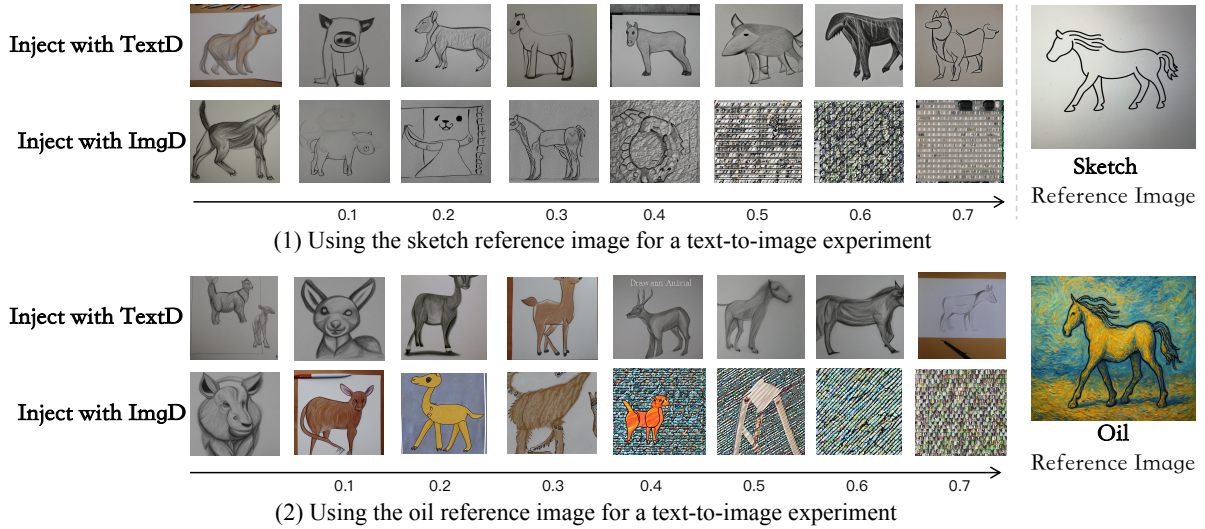 Inject with TextD
Inject with ImgD
0.1 0.2 0.3 0.4 0.5 0.6 0.7
(1) Using the sketch reference image for a text-to-image experiment
Sketch
Reference Image
Inject with TextD
Draw ann Animal
Inject with ImgD
0.1 0.2 0.3 0.4 0.5 0.6 0.7
(2) Using the oil reference image for a text-to-image experiment
Oil
Reference Image